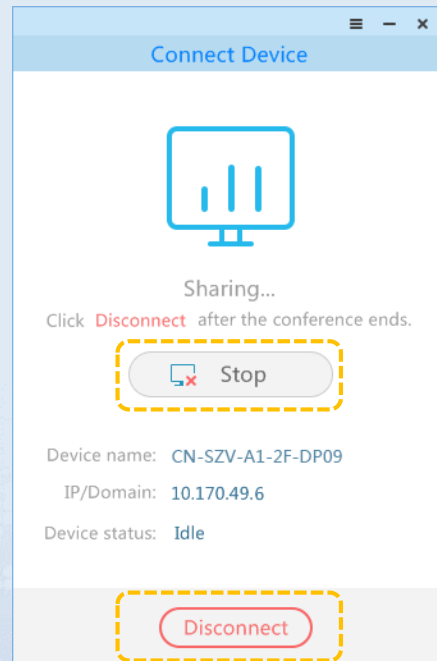 Connect Device
Sharing...
Click Disconnect after the conference ends.
Stop
Device name: CN-SZV-A1-2F-DP09
IP/Domain: 10.170.49.6
Device status: Idle
Disconnect